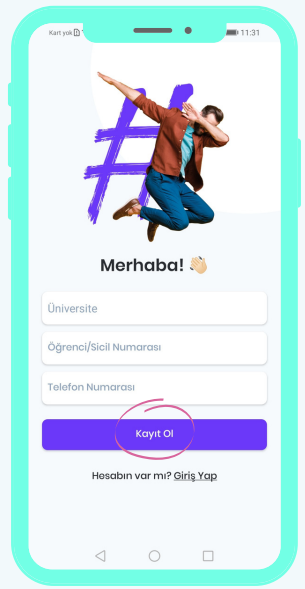 Kart yok
11:31
#
Merhaba! 👋
Üniversite
Öğrenci/Sicil Numarası
Telefon Numarası
Kayıt Ol
Hesabın var mı? Giriş Yap